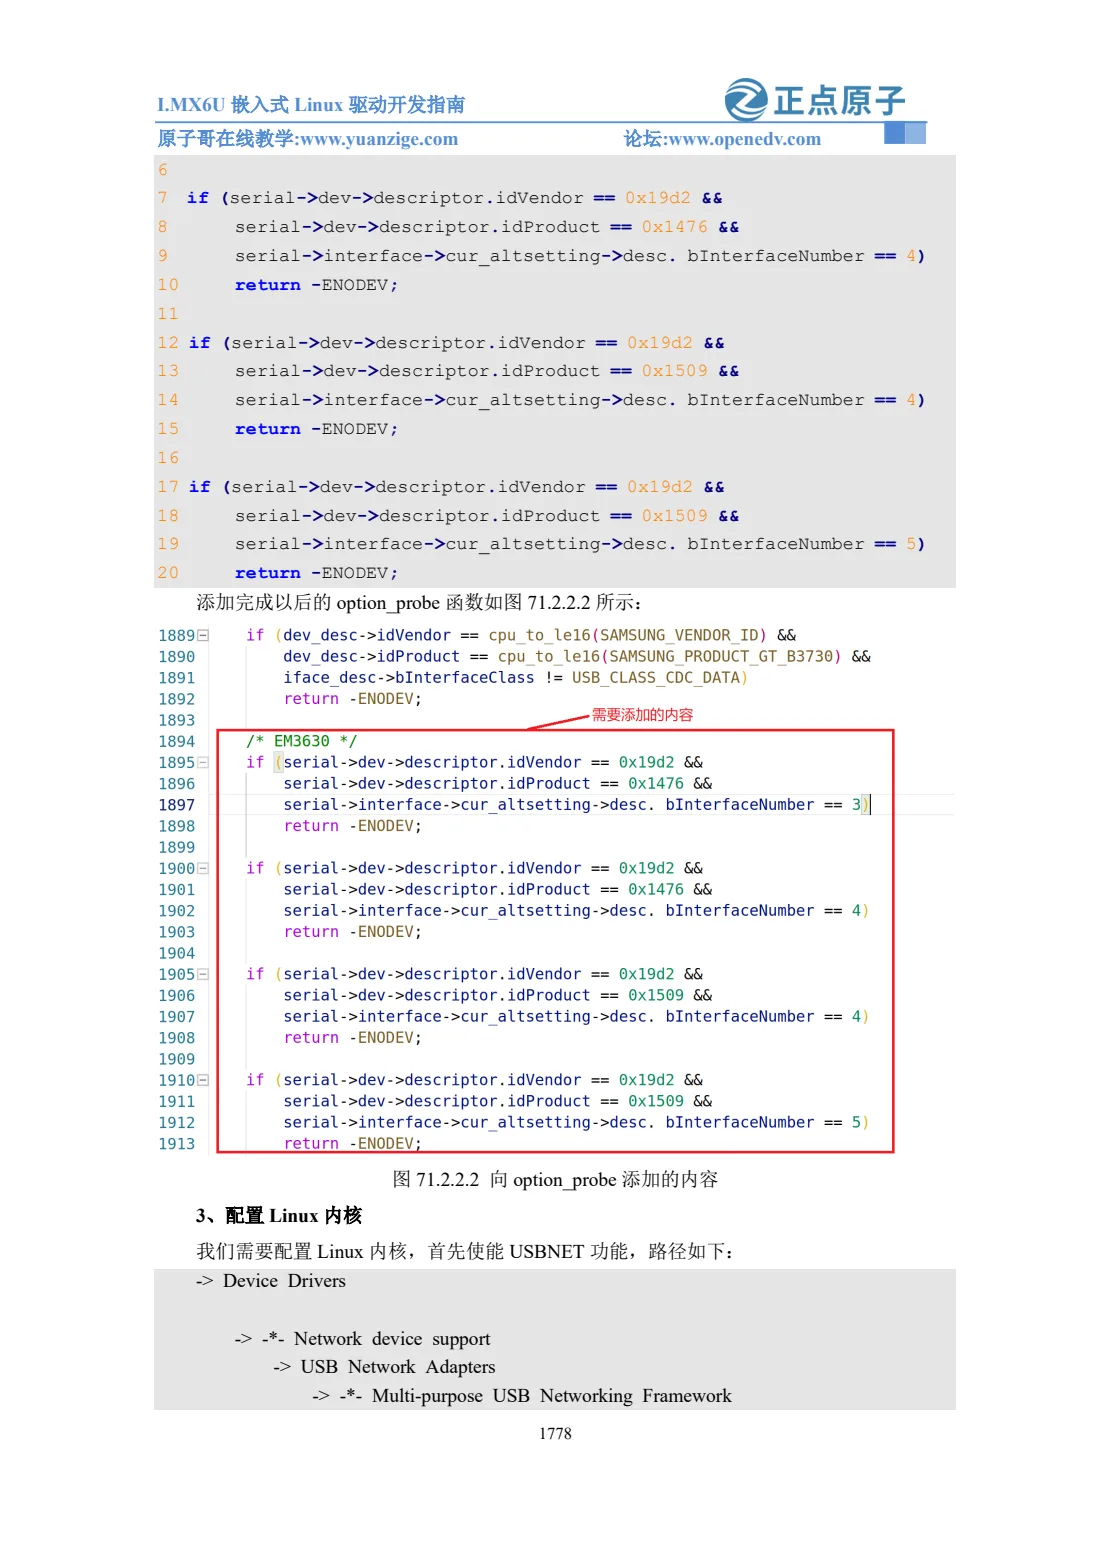 I.MX6U 嵌入式 Linux 驱动开发指南
正点原子
原子哥在线教学:www.yuanzige.com 论坛:www.openedv.com
6
7 if (serial->dev->descriptor.idVendor == 0x19d2 &&
8 serial->dev->descriptor.idProduct == 0x1476 &&
9 serial->interface->cur_altsetting->desc. bInterfaceNumber == 4)
10 return -ENODEV;
11
12 if (serial->dev->descriptor.idVendor == 0x19d2 &&
13 serial->dev->descriptor.idProduct == 0x1509 &&
14 serial->interface->cur_altsetting->desc. bInterfaceNumber == 4)
15 return -ENODEV;
16
17 if (serial->dev->descriptor.idVendor == 0x19d2 &&
18 serial->dev->descriptor.idProduct == 0x1509 &&
19 serial->interface->cur_altsetting->desc. bInterfaceNumber == 5)
20 return -ENODEV;
添加完成以后的 option_probe 函数如图 71.2.2.2 所示：
1889 if (dev_desc->idVendor == cpu_to_le16(SAMSUNG_VENDOR_ID) &&
1890 dev_desc->idProduct == cpu_to_le16(SAMSUNG_PRODUCT_GT_B3730) &&
1891 iface_desc->bInterfaceClass != USB_CLASS_CDC_DATA)
1892 return -ENODEV;
1893
需要添加的内容
1894 /* EM3630 */
1895 if (serial->dev->descriptor.idVendor == 0x19d2 &&
1896 serial->dev->descriptor.idProduct == 0x1476 &&
1897 serial->interface->cur_altsetting->desc. bInterfaceNumber == 3)
1898 return -ENODEV;
1899
1900 if (serial->dev->descriptor.idVendor == 0x19d2 &&
1901 serial->dev->descriptor.idProduct == 0x1476 &&
1902 serial->interface->cur_altsetting->desc. bInterfaceNumber == 4)
1903 return -ENODEV;
1904
1905 if (serial->dev->descriptor.idVendor == 0x19d2 &&
1906 serial->dev->descriptor.idProduct == 0x1509 &&
1907 serial->interface->cur_altsetting->desc. bInterfaceNumber == 4)
1908 return -ENODEV;
1909
1910 if (serial->dev->descriptor.idVendor == 0x19d2 &&
1911 serial->dev->descriptor.idProduct == 0x1509 &&
1912 serial->interface->cur_altsetting->desc. bInterfaceNumber == 5)
1913 return -ENODEV;
图 71.2.2.2 向 option_probe 添加的内容
3、配置 Linux 内核
我们需要配置 Linux 内核，首先使能 USBNET 功能，路径如下：
-> Device Drivers
-> -*- Network device support
-> USB Network Adapters
-> -*- Multi-purpose USB Networking Framework
1778